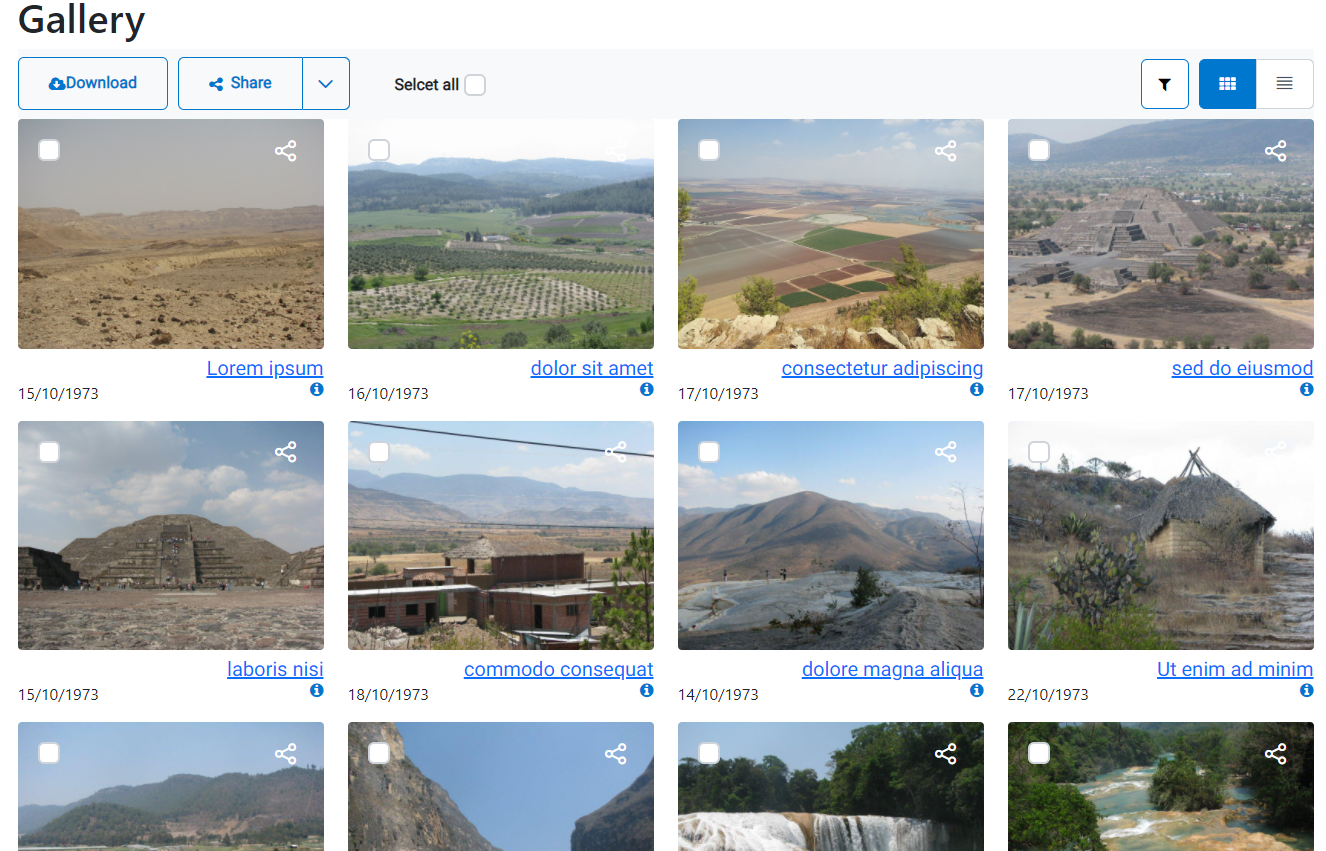 Gallery
Download
Share
Selcet all
Lorem ipsum
15/10/1973
dolor sit amet
16/10/1973
consectetur adipiscing
17/10/1973
sed do eiusmod
17/10/1973
laboris nisi
15/10/1973
commodo consequat
18/10/1973
dolore magna aliqua
14/10/1973
Ut enim ad minim
22/10/1973